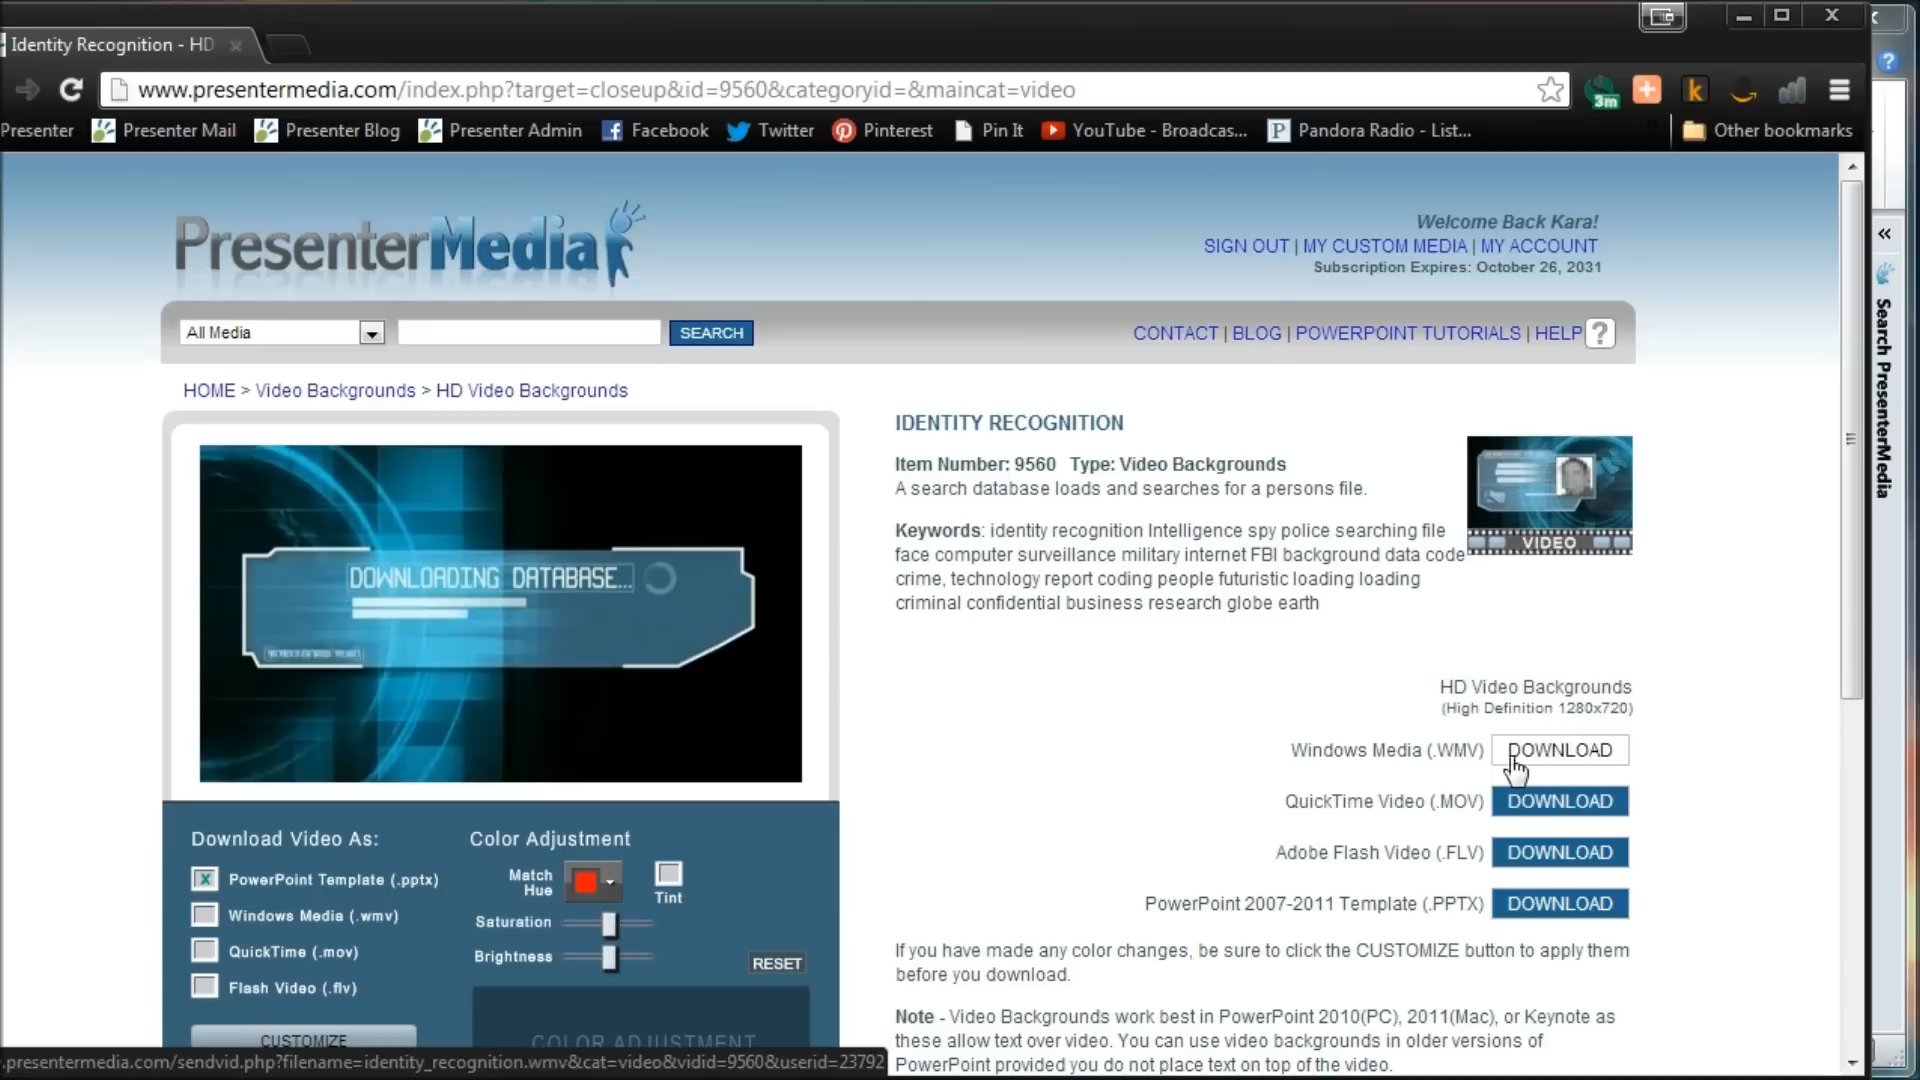 Identity Recognition - HD
www.presentermedia.com/index.php?target=closeup&id=9560&categoryid=&maincat=video
3m
Presenter Presenter Mail Presenter Blog Presenter Admin Facebook Twitter Pinterest Pin It YouTube - Broadcas... Pandora Radio - List... Other bookmarks
PresenterMedia
Welcome Back Kara!
SIGN OUT | MY CUSTOM MEDIA | MY ACCOUNT
Subscription Expires: October 26, 2031
All Media SEARCH CONTACT | BLOG | POWERPOINT TUTORIALS | HELP ?
Search PresenterMedia
HOME > Video Backgrounds > HD Video Backgrounds
IDENTITY RECOGNITION
Item Number: 9560 Type: Video Backgrounds
A search database loads and searches for a persons file.
Keywords: identity recognition Intelligence spy police searching file
face computer surveillance military internet FBI background data code
crime, technology report coding people futuristic loading loading
criminal confidential business research globe earth
VIDEO
DOWNLOADING DATABASE...
HD Video Backgrounds
(High Definition 1280x720)
Windows Media (.WMV) DOWNLOAD
QuickTime Video (.MOV) DOWNLOAD
Adobe Flash Video (.FLV) DOWNLOAD
PowerPoint 2007-2011 Template (.PPTX) DOWNLOAD
If you have made any color changes, be sure to click the CUSTOMIZE button to apply them
before you download.
Note - Video Backgrounds work best in PowerPoint 2010(PC), 2011(Mac), or Keynote as
these allow text over video. You can use video backgrounds in older versions of
PowerPoint provided you do not place text on top of the video.
Download Video As:
PowerPoint Template (.pptx)
Windows Media (.wmv)
QuickTime (.mov)
Flash Video (.flv)
CUSTOMIZE
Color Adjustment
Match
Hue
Tint
Saturation
Brightness
RESET
COLOR ADJUSTMENT
.presentermedia.com/sendvid.php?filename=identity_recognition.wmv&cat=video&vidid=9560&userid=23792